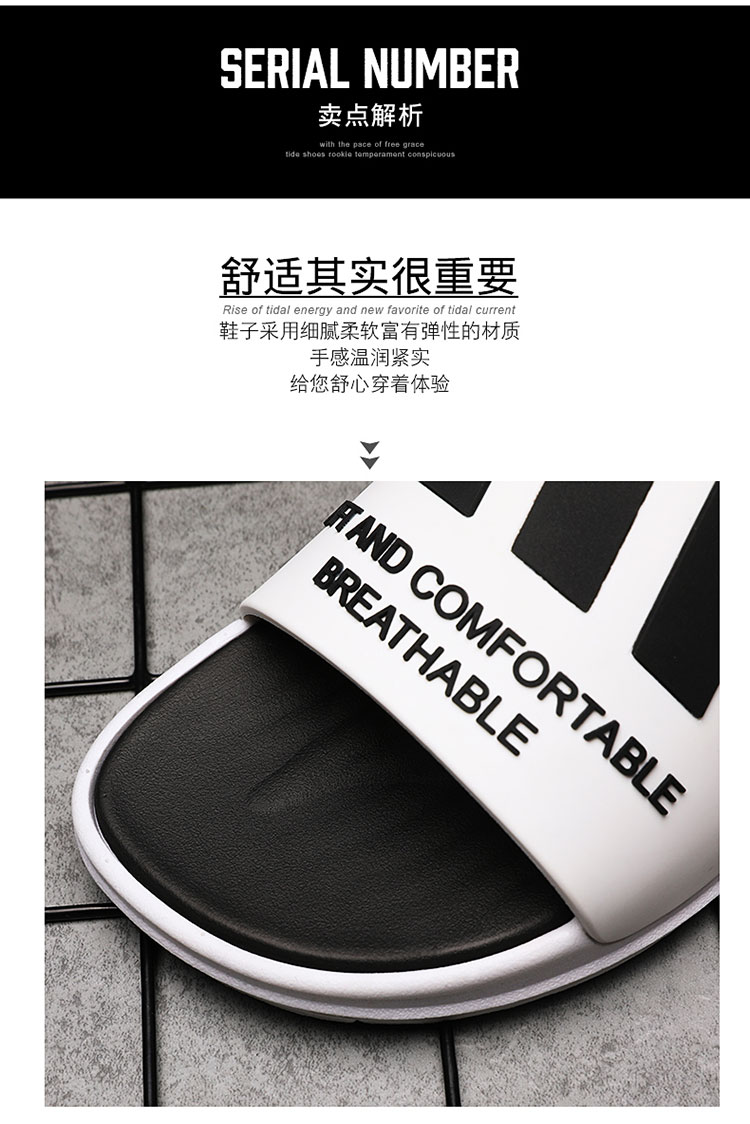 SERIAL NUMBER
卖点解析
with the pace of free grace
tide shoes rookie temperament conspicuous
舒适其实很重要
Rise of tidal energy and new favorite of tidal current
鞋子采用细腻柔软富有弹性的材质
手感温润紧实
给您舒心穿着体验
AND COMFORTABLE
BREATHABLE